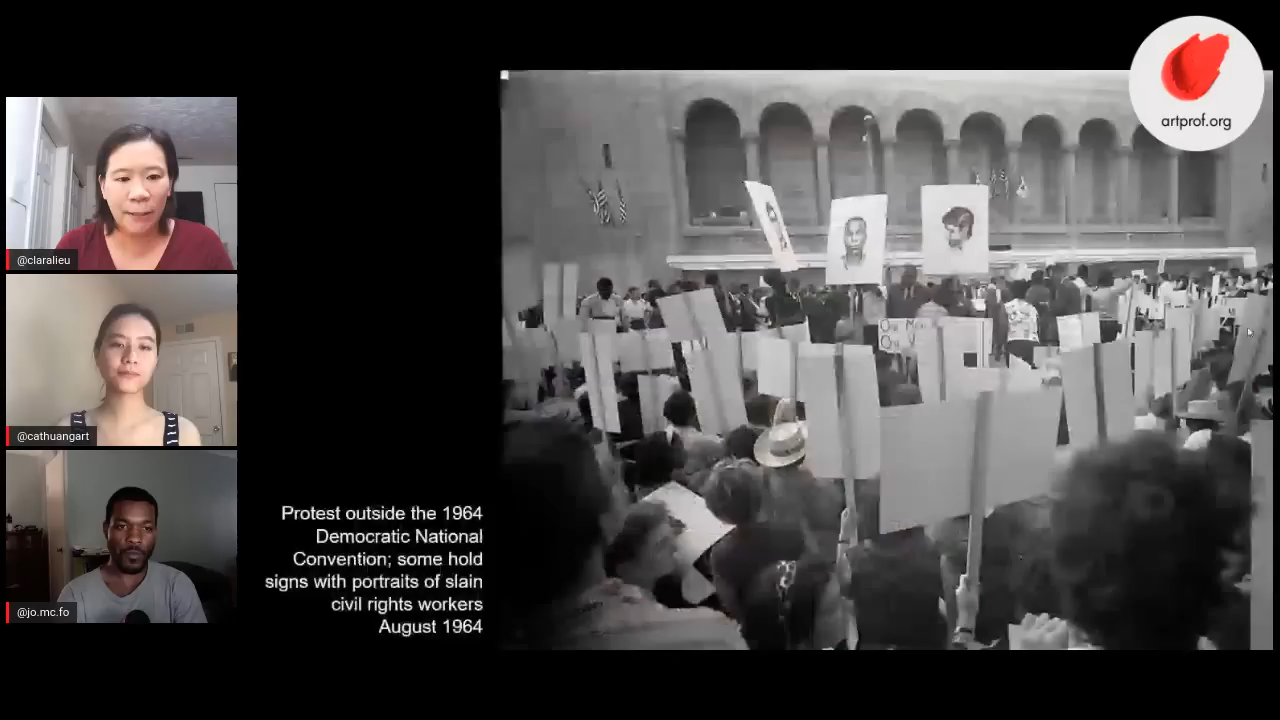 artprof.org
@claralieu
@cathuangart
@jo.mc.fo
Protest outside the 1964
Democratic National
Convention; some hold
signs with portraits of slain
civil rights workers
August 1964